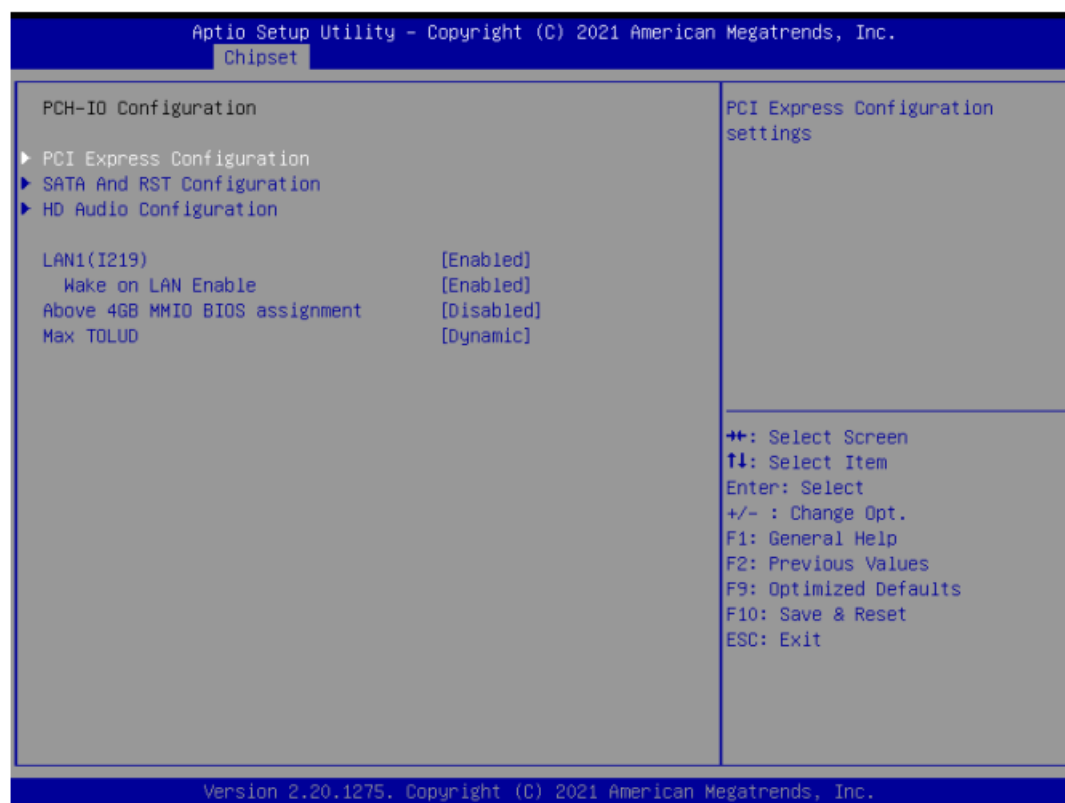 Aptio Setup Utility – Copyright (C) 2021 American Megatrends, Inc.
Chipset
PCH-IO Configuration
PCI Express Configuration
SATA And RST Configuration
HD Audio Configuration
LAN1(I219) [Enabled]
Wake on LAN Enable [Enabled]
Above 4GB MMIO BIOS assignment [Disabled]
Max TOLUD [Dynamic]
PCI Express Configuration
settings
→←: Select Screen
↑↓: Select Item
Enter: Select
+/- : Change Opt.
F1: General Help
F2: Previous Values
F9: Optimized Defaults
F10: Save & Reset
ESC: Exit
Version 2.20.1275. Copyright (C) 2021 American Megatrends, Inc.